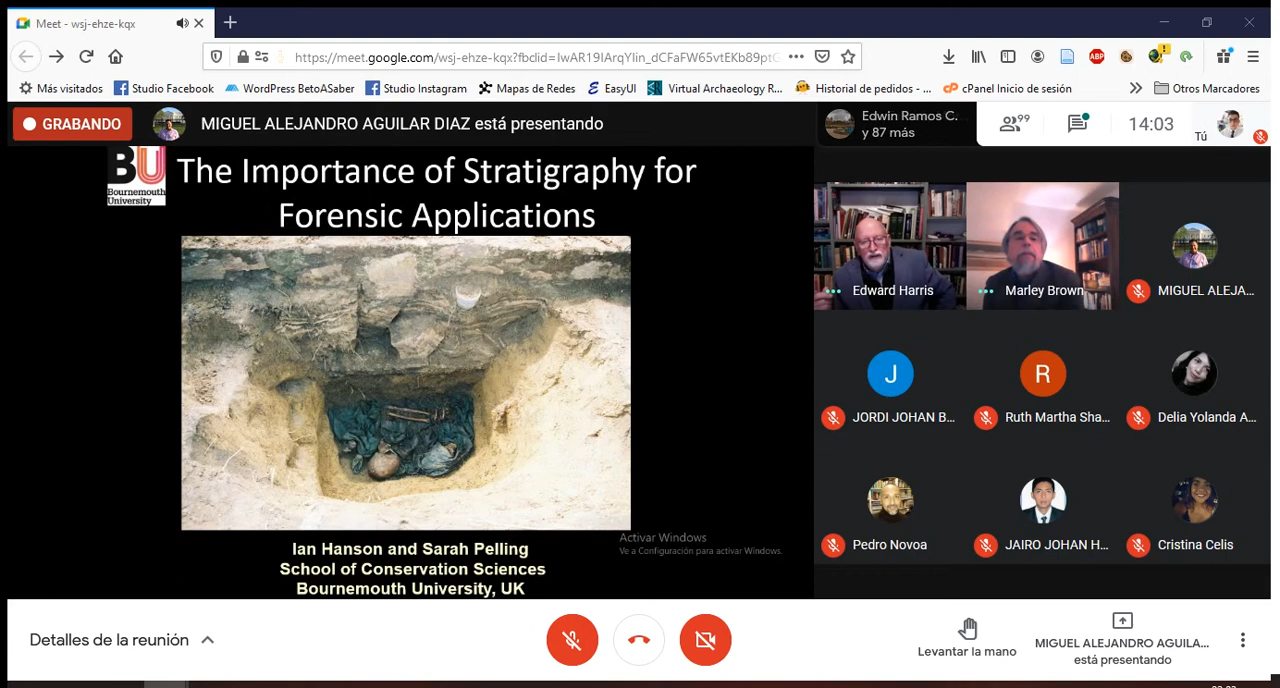 Meet - wsj-ehze-kqx
https://meet.google.com/wsj-ehze-kqx?fbdid=IwAR19IArqYIin_dCFaFW65vtEKb89ptG
ABP
Más visitados
Studio Facebook
WordPress BetoASaber
Studio Instagram
Mapas de Redes
EasyUI
Virtual Archaeology R...
Historial de pedidos - ...
cPanel Inicio de sesión
Otros Marcadores
GRABANDO
MIGUEL ALEJANDRO AGUILAR DIAZ está presentando
Edwin Ramos C.
y 87 más
99
14:03
Tú
BU
Bournemouth
University
The Importance of Stratigraphy for
Forensic Applications
Ian Hanson and Sarah Pelling
School of Conservation Sciences
Bournemouth University, UK
Activar Windows
Ve a Configuración para activar Windows.
Edward Harris
Marley Brown
MIGUEL ALEJA...
J
JORDI JOHAN B...
R
Ruth Martha Sha...
Delia Yolanda A...
Pedro Novoa
JAIRO JOHAN H...
Cristina Celis
Detalles de la reunión
Levantar la mano
MIGUEL ALEJANDRO AGUILA...
está presentando